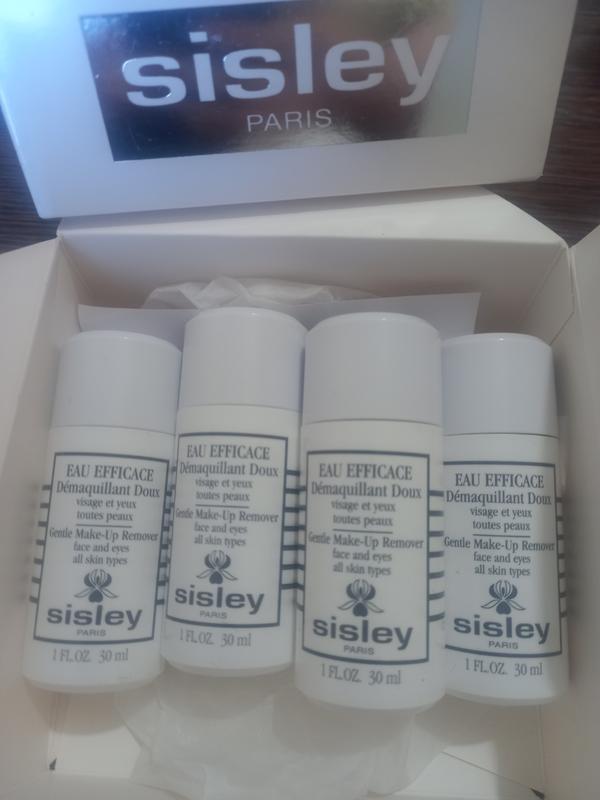 sisley
PARIS
EAU EFFICACE
Démaquillant Doux
visage et yeux
toutes peaux
Gentle Make-Up Remover
face and eyes
all skin types
sisley
PARIS
1 FL.OZ. 30 ml
EAU EFFICACE
Démaquillant Doux
visage et yeux
toutes peaux
Gentle Make-Up Remover
face and eyes
all skin types
sisley
PARIS
1 FL.OZ. 30 ml
EAU EFFICACE
Démaquillant Doux
visage et yeux
toutes peaux
Gentle Make-Up Remover
face and eyes
all skin types
sisley
PARIS
1 FL.OZ. 30 ml
EAU EFFICACE
Démaquillant Doux
visage et yeux
toutes peaux
Gentle Make-Up Remover
face and eyes
all skin types
sisley
PARIS
1 FL.OZ. 30 ml